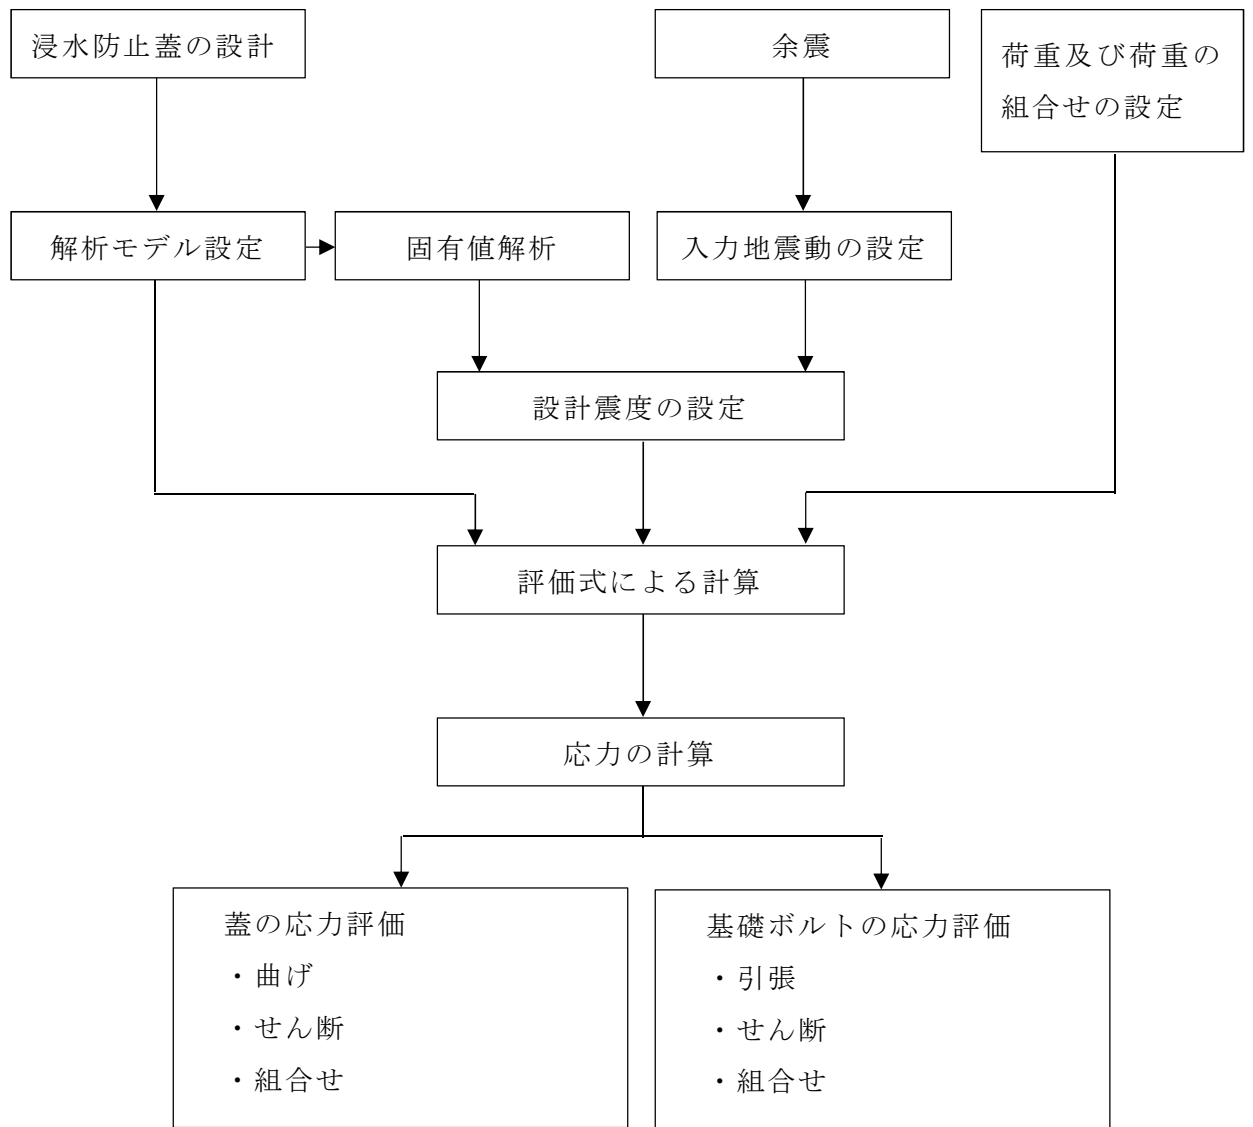 浸水防止蓋の設計
余震
荷重及び荷重の
組合せの設定
解析モデル設定
固有値解析
入力地震動の設定
設計震度の設定
評価式による計算
応力の計算
蓋の応力評価
・曲げ
・せん断
・組合せ
基礎ボルトの応力評価
・引張
・せん断
・組合せ